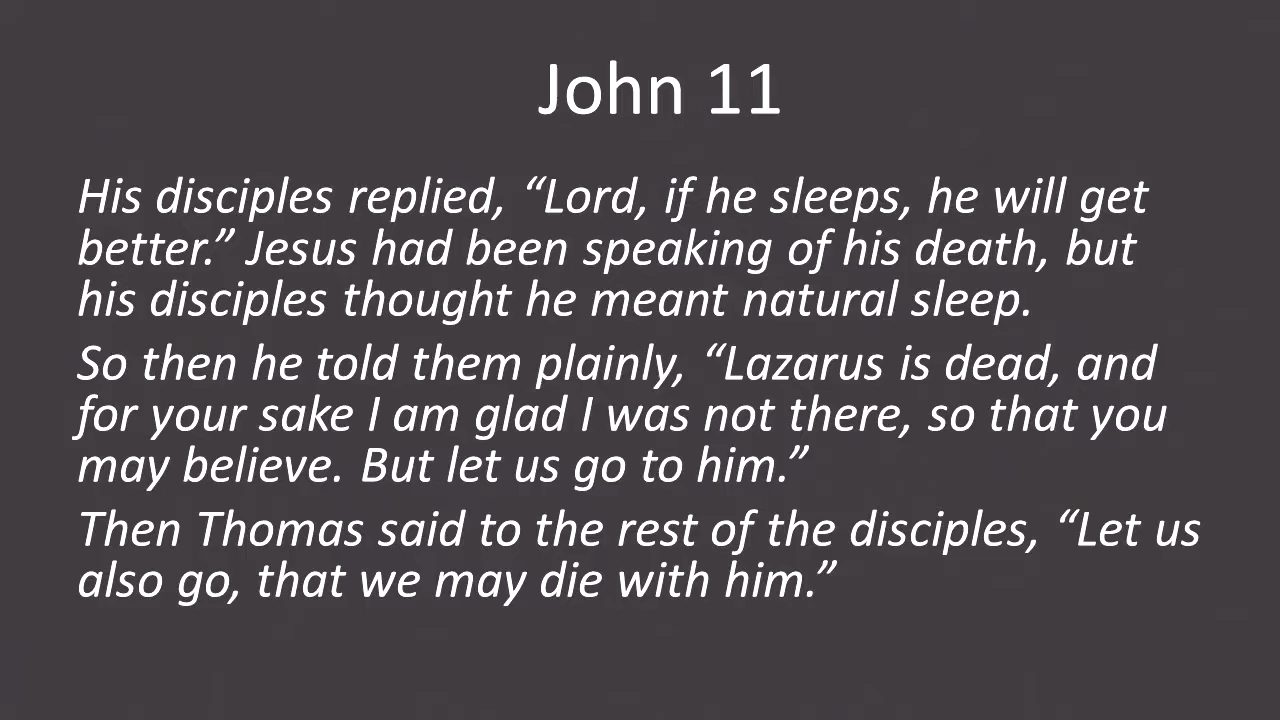 John 11
His disciples replied, “Lord, if he sleeps, he will get
better.” Jesus had been speaking of his death, but
his disciples thought he meant natural sleep.
So then he told them plainly, “Lazarus is dead, and
for your sake I am glad I was not there, so that you
may believe. But let us go to him.”
Then Thomas said to the rest of the disciples, “Let us
also go, that we may die with him.”